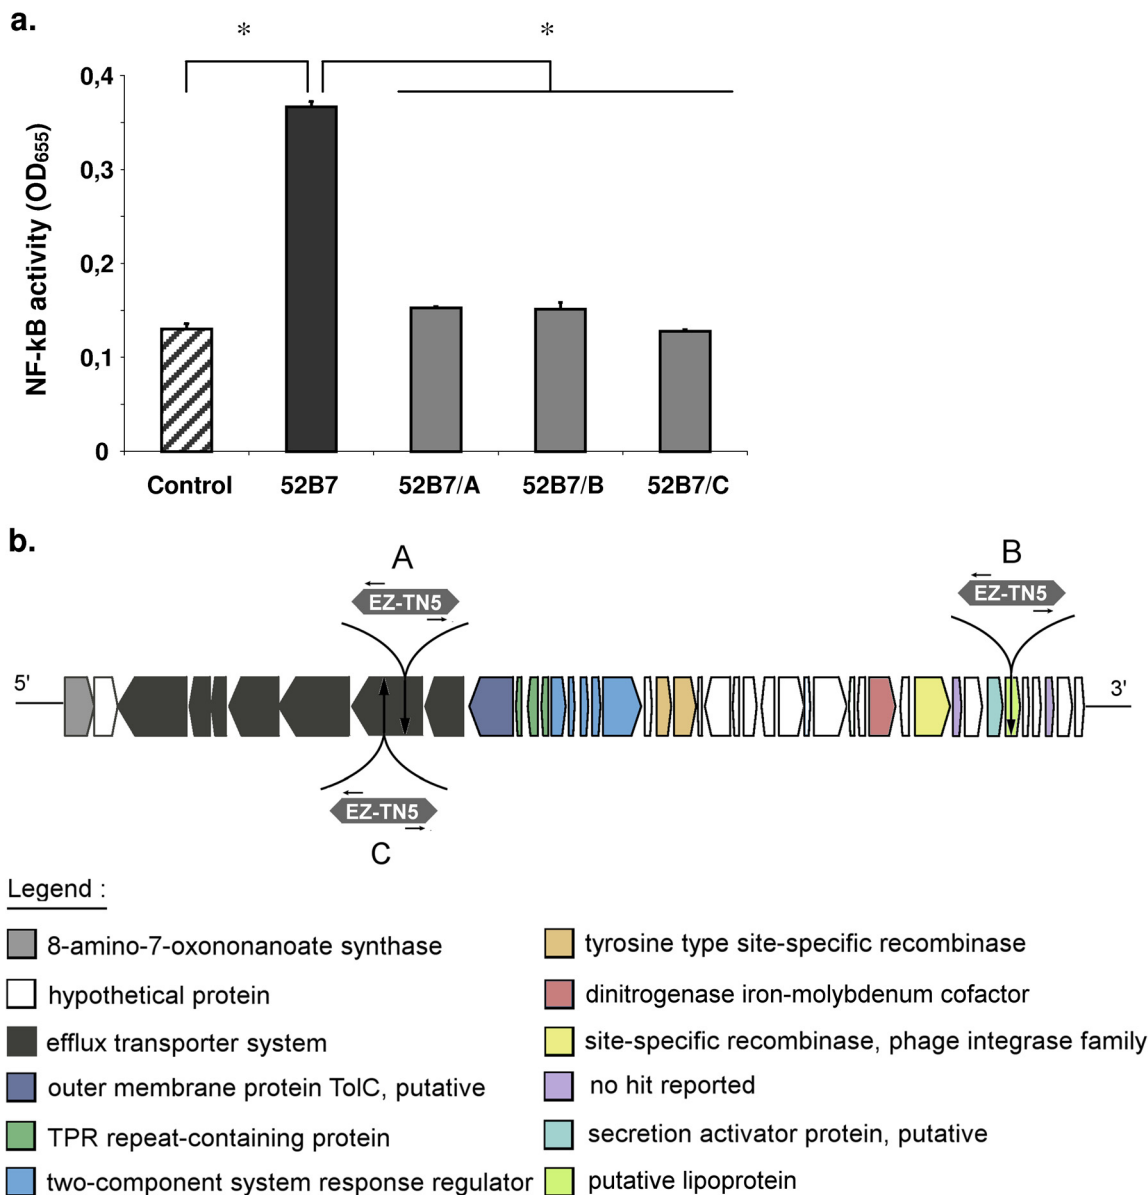 a.
* *
0,4
0,3
0,2
0,1
0
NF-kB activity (OD655)
Control 52B7 52B7/A 52B7/B 52B7/C
b.
A B
EZ-TN5 EZ-TN5
5' 3'
EZ-TN5
C
Legend :
8-amino-7-oxononanoate synthase
hypothetical protein
efflux transporter system
outer membrane protein TolC, putative
TPR repeat-containing protein
two-component system response regulator
tyrosine type site-specific recombinase
dinitrogenase iron-molybdenum cofactor
site-specific recombinase, phage integrase family
no hit reported
secretion activator protein, putative
putative lipoprotein